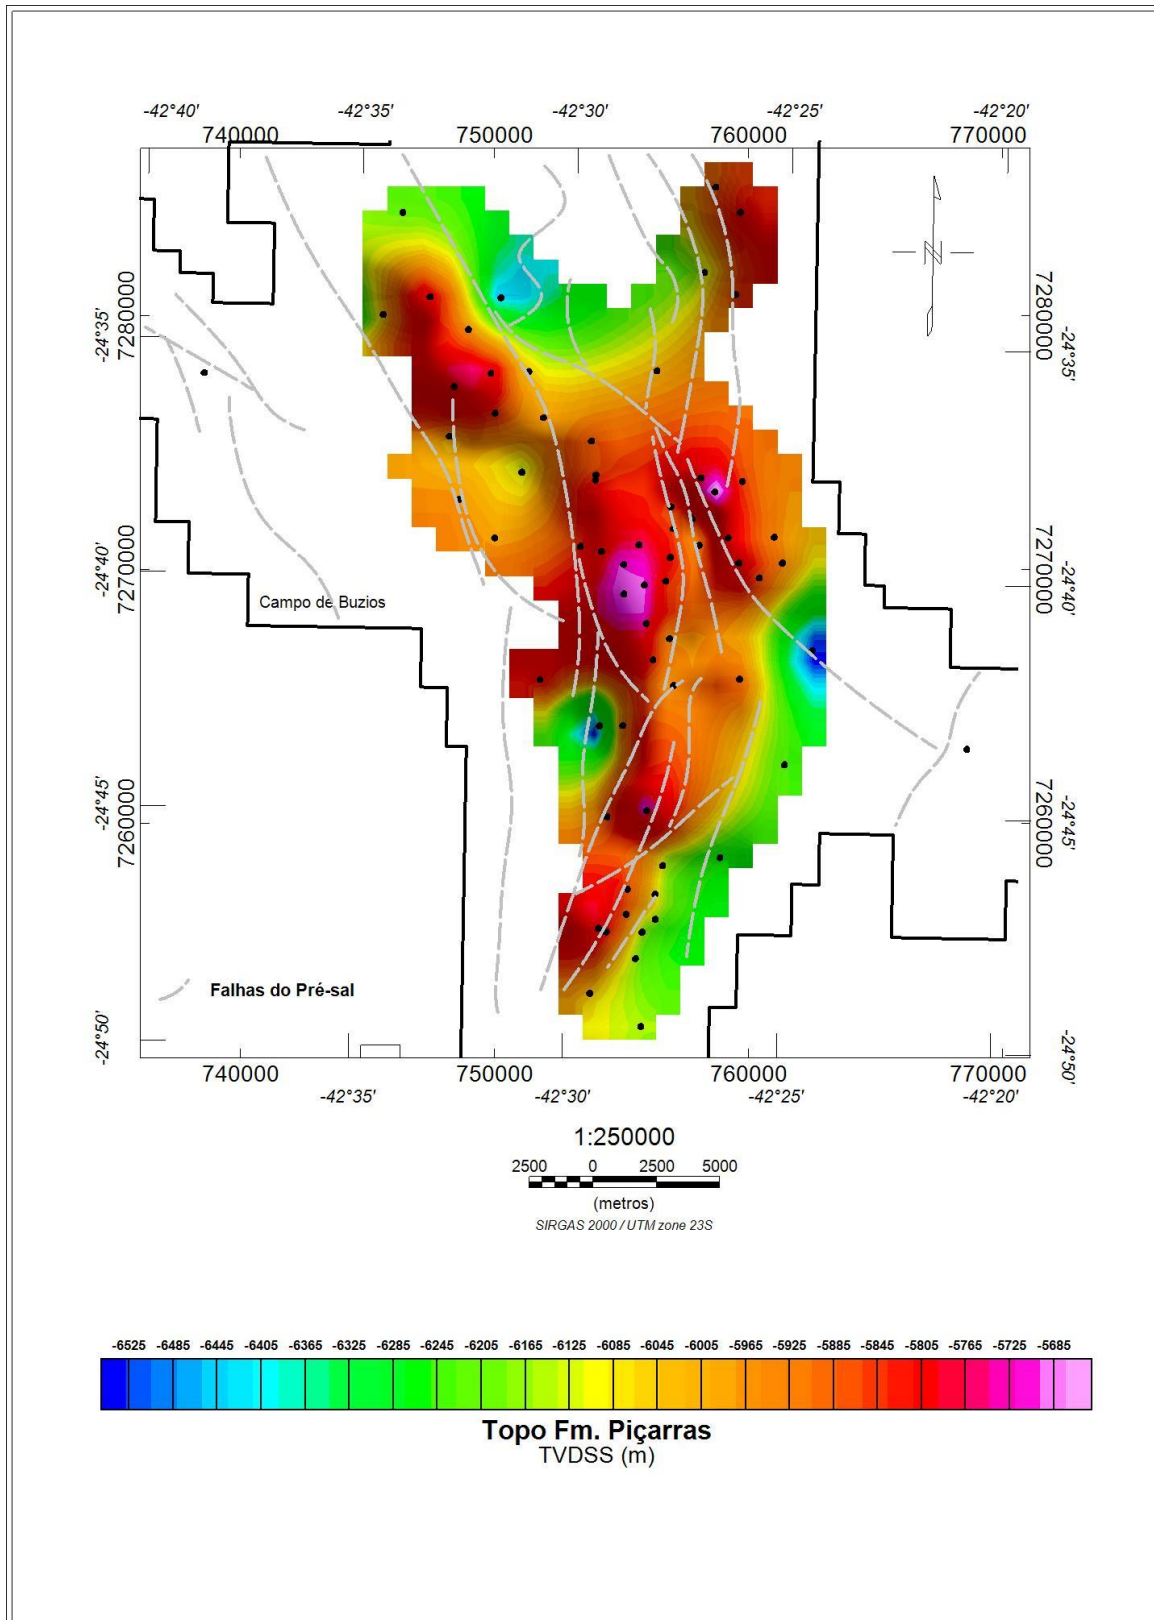 -42°40' -42°35' -42°30' -42°25' -42°20'
740000 750000 760000 770000
N
7280000
-24°35'
7280000
-24°35'
7270000
-24°40'
7270000
-24°40'
Campo de Buzios
7260000
-24°45'
7260000
-24°45'
Falhas do Pré-sal
-24°50'
-24°50'
740000 750000 760000 770000
-42°35' -42°30' -42°25' -42°20'
1:250000
2500 0 2500 5000
(metros)
SIRGAS 2000 / UTM zone 23S
-6525 -6485 -6445 -6405 -6365 -6325 -6285 -6245 -6205 -6165 -6125 -6085 -6045 -6005 -5965 -5925 -5885 -5845 -5805 -5765 -5725 -5685
Topo Fm. Piçarras
TVDSS (m)